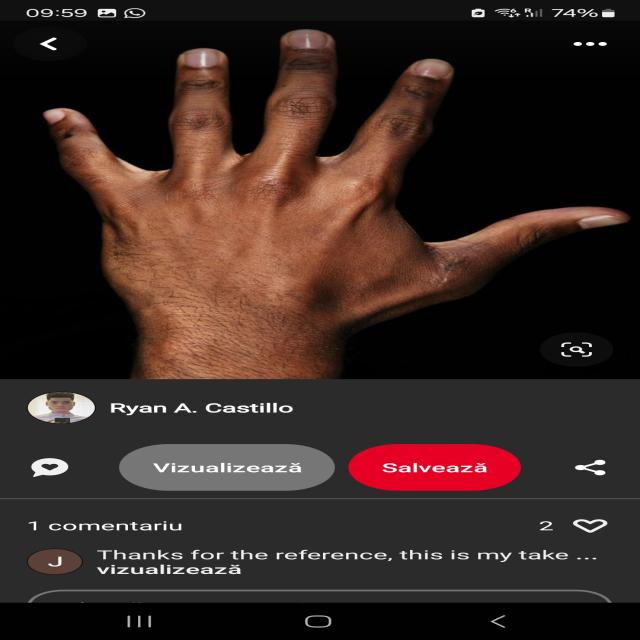 09:59
74%
Ryan A. Castillo
Vizualizează
Salvează
1 comentariu
2
J
Thanks for the reference, this is my take ...
vizualizează